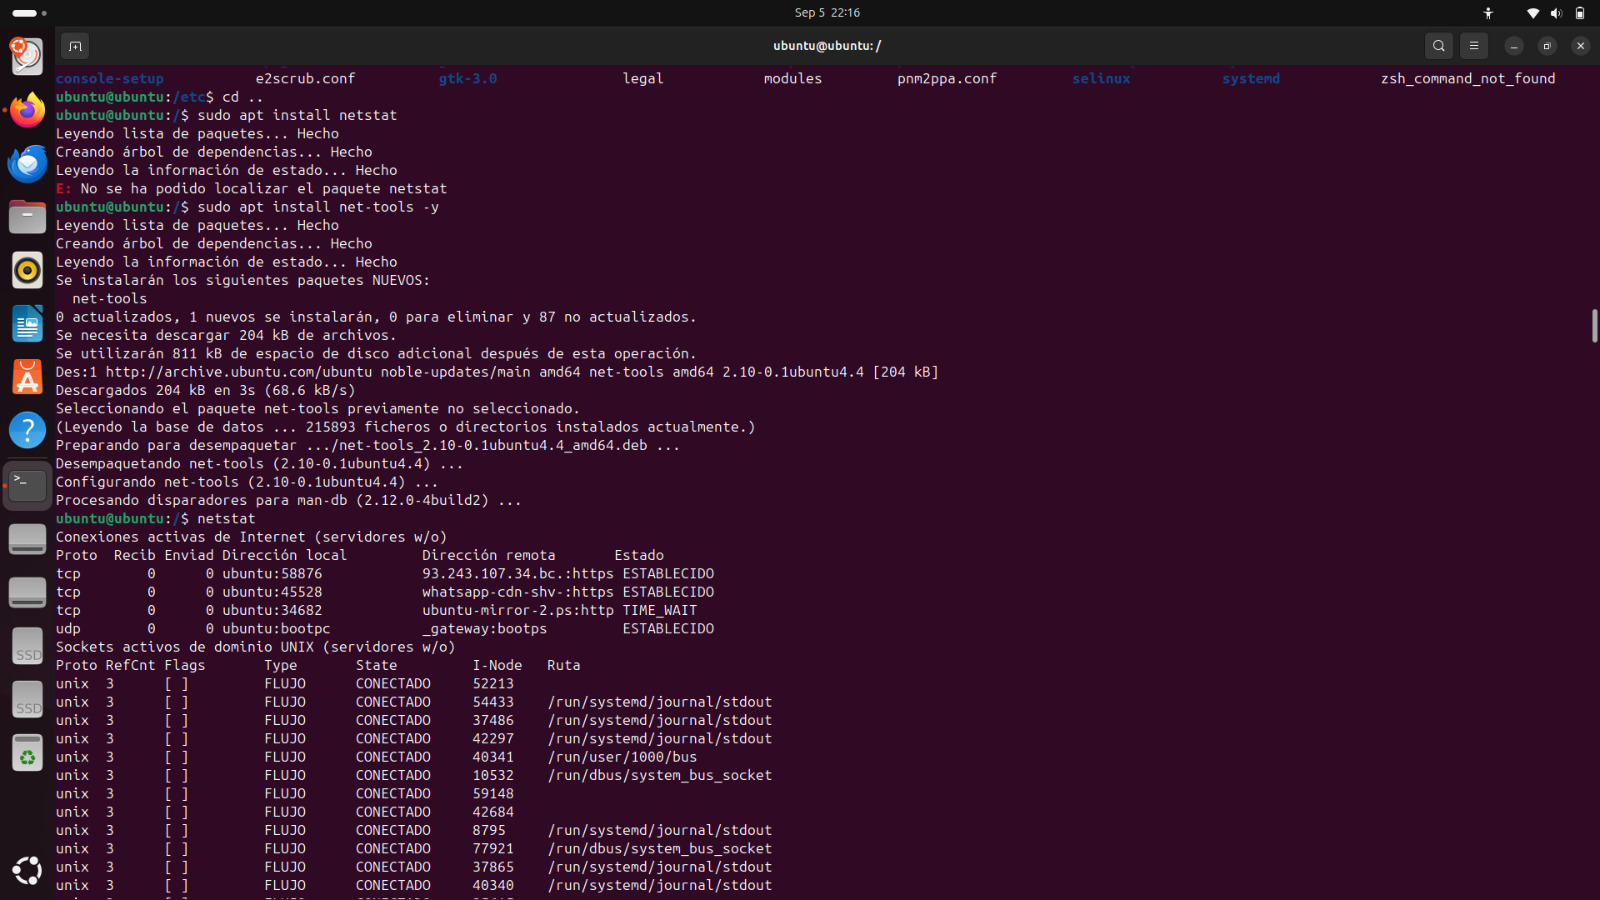 Sep 5 22:16
ubuntu@ubuntu: /
console-setup e2scrub.conf gtk-3.0 legal modules pnm2ppa.conf selinux systemd zsh_command_not_found
ubuntu@ubuntu:/etc$ cd ..
ubuntu@ubuntu:/$ sudo apt install netstat
Leyendo lista de paquetes... Hecho
Creando árbol de dependencias... Hecho
Leyendo la información de estado... Hecho
E: No se ha podido localizar el paquete netstat
ubuntu@ubuntu:/$ sudo apt install net-tools -y
Leyendo lista de paquetes... Hecho
Creando árbol de dependencias... Hecho
Leyendo la información de estado... Hecho
Se instalarán los siguientes paquetes NUEVOS:
net-tools
0 actualizados, 1 nuevos se instalarán, 0 para eliminar y 87 no actualizados.
Se necesita descargar 204 kB de archivos.
Se utilizarán 811 kB de espacio de disco adicional después de esta operación.
Des:1 http://archive.ubuntu.com/ubuntu noble-updates/main amd64 net-tools amd64 2.10-0.1ubuntu4.4 [204 kB]
Descargados 204 kB en 3s (68.6 kB/s)
Seleccionando el paquete net-tools previamente no seleccionado.
(Leyendo la base de datos ... 215893 ficheros o directorios instalados actualmente.)
Preparando para desempaquetar .../net-tools_2.10-0.1ubuntu4.4_amd64.deb ...
Desempaquetando net-tools (2.10-0.1ubuntu4.4) ...
Configurando net-tools (2.10-0.1ubuntu4.4) ...
Procesando disparadores para man-db (2.12.0-4build2) ...
ubuntu@ubuntu:/$ netstat
Conexiones activas de Internet (servidores w/o)
Proto Recib Enviad Dirección local Dirección remota Estado
tcp 0 0 ubuntu:58876 93.243.107.34.bc.:https ESTABLECIDO
tcp 0 0 ubuntu:45528 whatsapp-cdn-shv-:https ESTABLECIDO
tcp 0 0 ubuntu:34682 ubuntu-mirror-2.ps:http TIME_WAIT
udp 0 0 ubuntu:bootpc _gateway:bootps ESTABLECIDO
Sockets activos de dominio UNIX (servidores w/o)
Proto RefCnt Flags Type State I-Node Ruta
unix 3 [ ] FLUJO CONECTADO 52213
unix 3 [ ] FLUJO CONECTADO 54433 /run/systemd/journal/stdout
unix 3 [ ] FLUJO CONECTADO 37486 /run/systemd/journal/stdout
unix 3 [ ] FLUJO CONECTADO 42297 /run/systemd/journal/stdout
unix 3 [ ] FLUJO CONECTADO 40341 /run/user/1000/bus
unix 3 [ ] FLUJO CONECTADO 10532 /run/dbus/system_bus_socket
unix 3 [ ] FLUJO CONECTADO 59148
unix 3 [ ] FLUJO CONECTADO 42684
unix 3 [ ] FLUJO CONECTADO 8795 /run/systemd/journal/stdout
unix 3 [ ] FLUJO CONECTADO 77921 /run/dbus/system_bus_socket
unix 3 [ ] FLUJO CONECTADO 37865 /run/systemd/journal/stdout
unix 3 [ ] FLUJO CONECTADO 40340 /run/systemd/journal/stdout
SSD
SSD